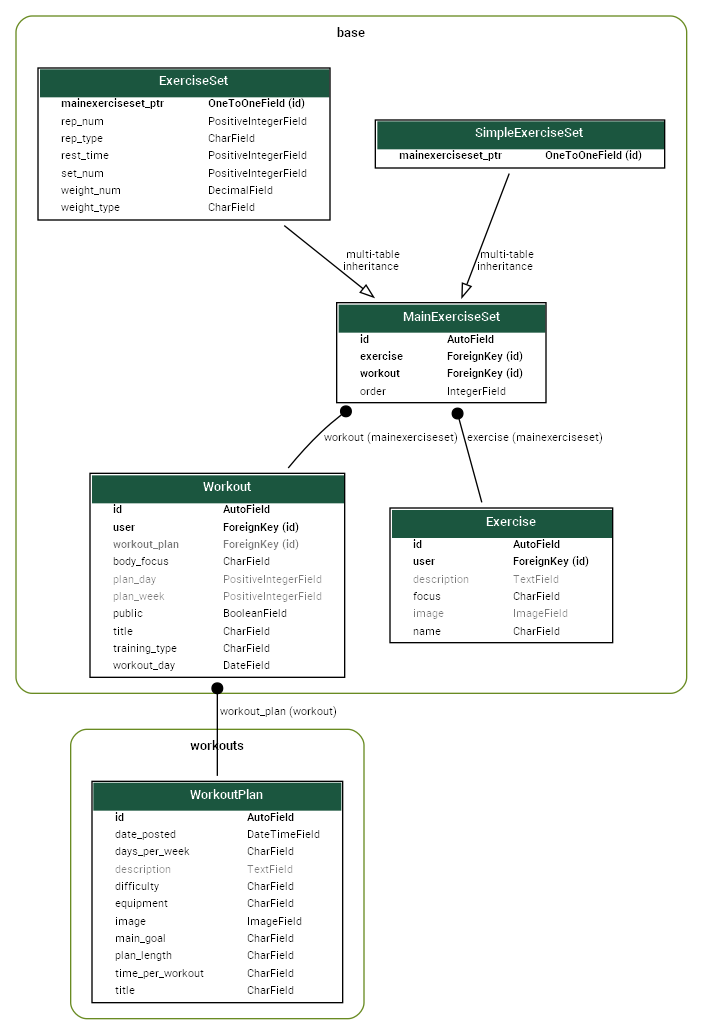 base
ExerciseSet
mainexerciseset_ptr OneToOneField (id)
rep_num PositiveIntegerField
rep_type CharField
rest_time PositiveIntegerField
set_num PositiveIntegerField
weight_num DecimalField
weight_type CharField
SimpleExerciseSet
mainexerciseset_ptr OneToOneField (id)
multi-table
inheritance
multi-table
inheritance
MainExerciseSet
id AutoField
exercise ForeignKey (id)
workout ForeignKey (id)
order IntegerField
workout (mainexerciseset)
exercise (mainexerciseset)
Workout
id AutoField
user ForeignKey (id)
workout_plan ForeignKey (id)
body_focus CharField
plan_day PositiveIntegerField
plan_week PositiveIntegerField
public BooleanField
title CharField
training_type CharField
workout_day DateField
Exercise
id AutoField
user ForeignKey (id)
description TextField
focus CharField
image ImageField
name CharField
workout_plan (workout)
workouts
WorkoutPlan
id AutoField
date_posted DateTimeField
days_per_week CharField
description TextField
difficulty CharField
equipment CharField
image ImageField
main_goal CharField
plan_length CharField
time_per_workout CharField
title CharField